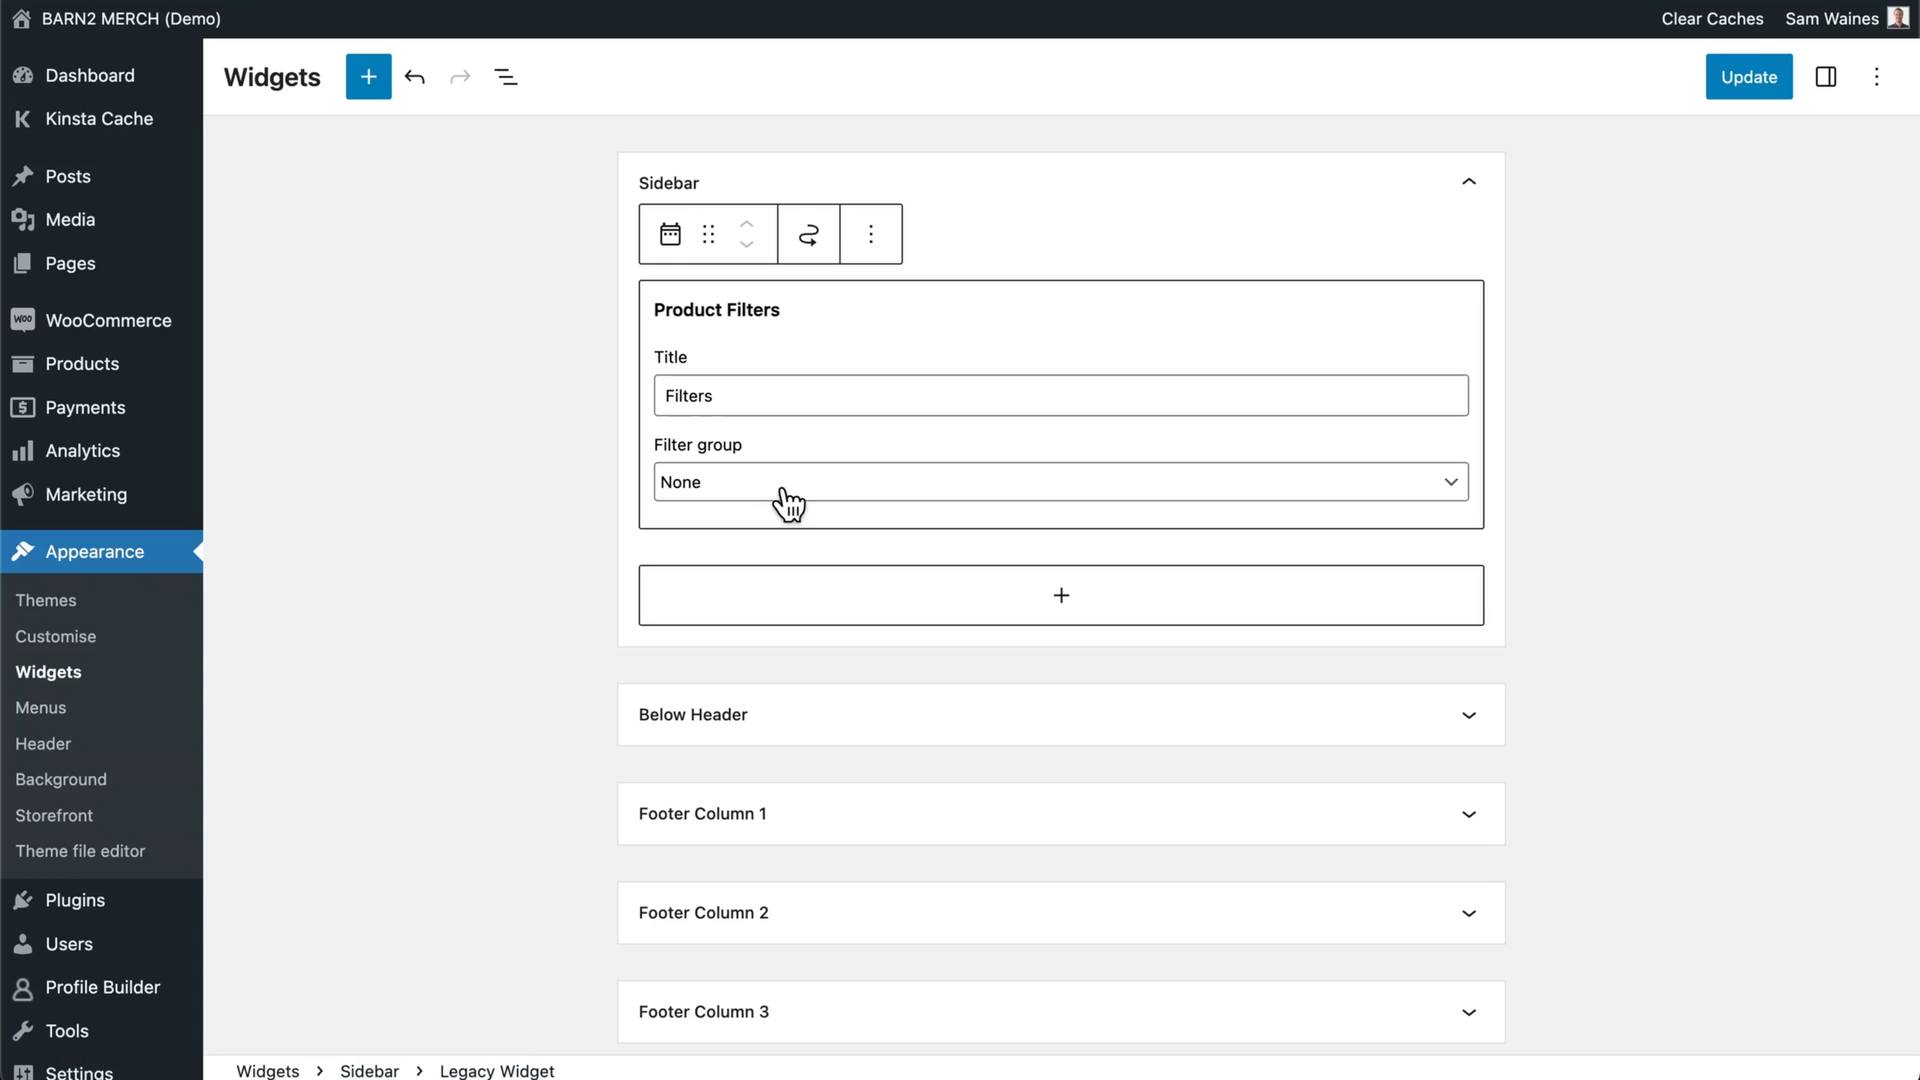 BARN2 MERCH (Demo)
Clear Caches
Sam Waines
Dashboard
Kinsta Cache
Posts
Media
Pages
WOO
WooCommerce
Products
Payments
Analytics
Marketing
Appearance
Themes
Customise
Widgets
Menus
Header
Background
Storefront
Theme file editor
Plugins
Users
Profile Builder
Tools
Settings
Widgets
Update
Sidebar
Product Filters
Title
Filters
Filter group
None
Below Header
Footer Column 1
Footer Column 2
Footer Column 3
Widgets > Sidebar > Legacy Widget